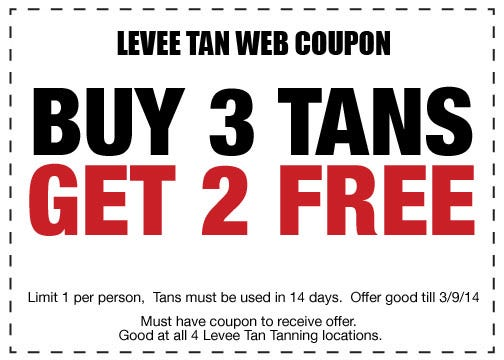 LEVEE TAN WEB COUPON
BUY 3 TANS
GET 2 FREE
Limit 1 per person,  Tans must be used in 14 days.  Offer good till 3/9/14
Must have coupon to receive offer.
Good at all 4 Levee Tan Tanning locations.